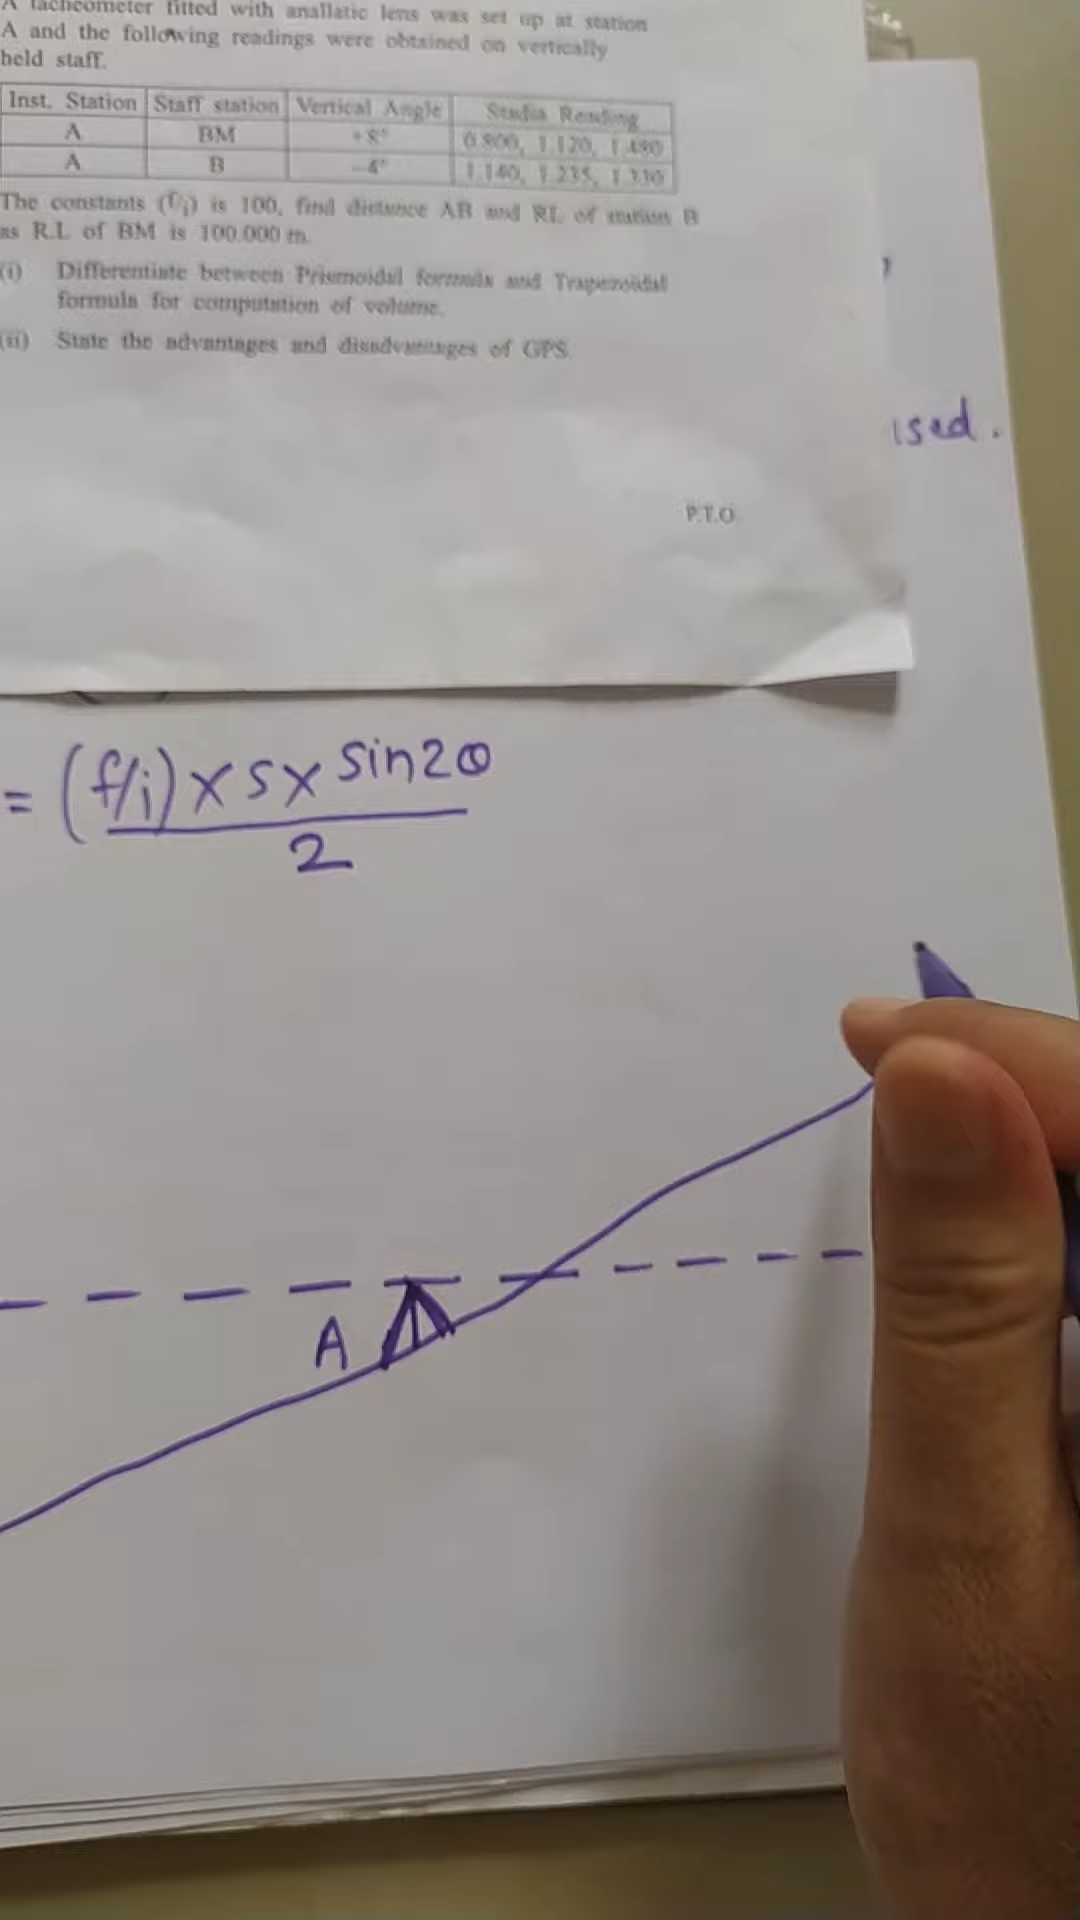 A tacheometer fitted with anallatic lens was set up at station
A and the following readings were obtained on vertically
held staff.
Inst. Station Staff station Vertical Angle Stadia Reading
A BM +8° 0.800, 1.120, 1.480
A B -4° 1.140, 1.235, 1.330
The constants (f/i) is 100, find distance AB and RL of station B
as R.L of BM is 100.000 m.
(i) Differentiate between Prismoidal formula and Trapezoidal
formula for computation of volume.
(ii) State the advantages and disadvantages of GPS.
ised.
P.T.O.
= (f/i) × S × sin2θ
2
A